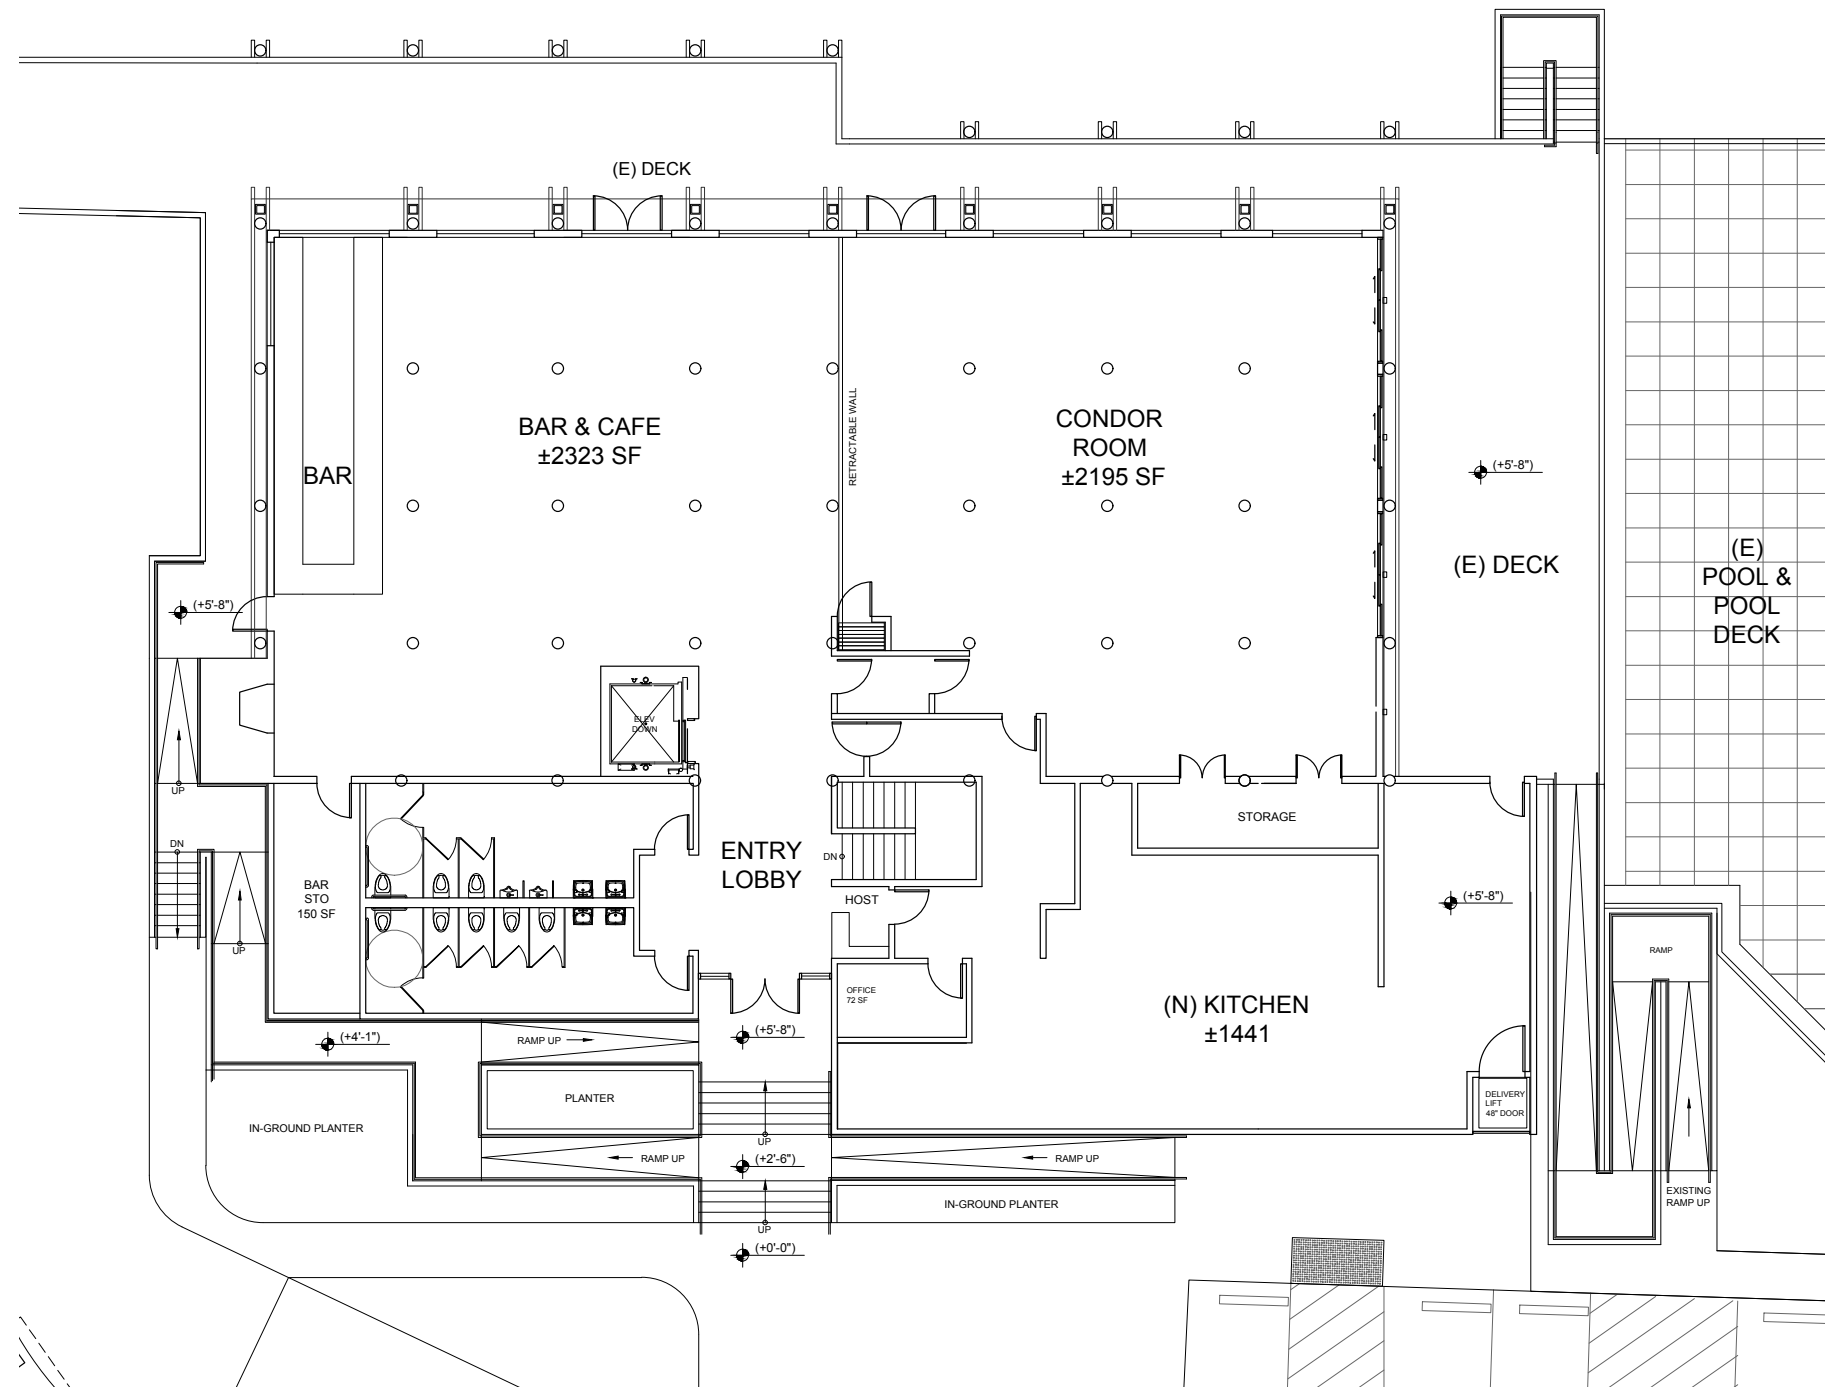 (E) DECK
BAR & CAFE
±2323 SF
BAR
RETRACTABLE WALL
CONDOR
ROOM
±2195 SF
(+5'-8")
(E) DECK
(E)
POOL &
POOL
DECK
(+5'-8")
UP
ELEV
DOWN
DN
UP
BAR
STO
150 SF
ENTRY
LOBBY
DN
HOST
STORAGE
(+5'-8")
RAMP
OFFICE
72 SF
(N) KITCHEN
±1441
(+4'-1")
RAMP UP
(+5'-8")
PLANTER
DELIVERY
LIFT
48" DOOR
IN-GROUND PLANTER
UP
RAMP UP
(+2'-6")
RAMP UP
EXISTING
RAMP UP
IN-GROUND PLANTER
UP
(+0'-0")